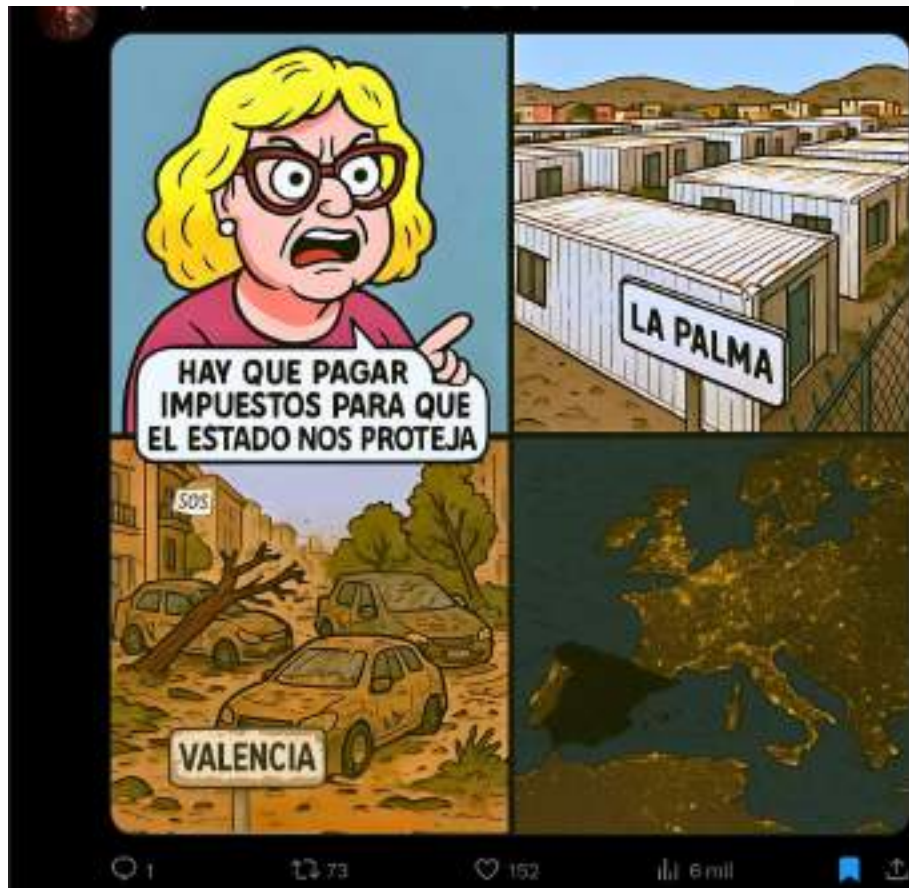 HAY QUE PAGAR
IMPUESTOS PARA QUE
EL ESTADO NOS PROTEJA
LA PALMA
SOS
VALENCIA
1
73
152
6 mil